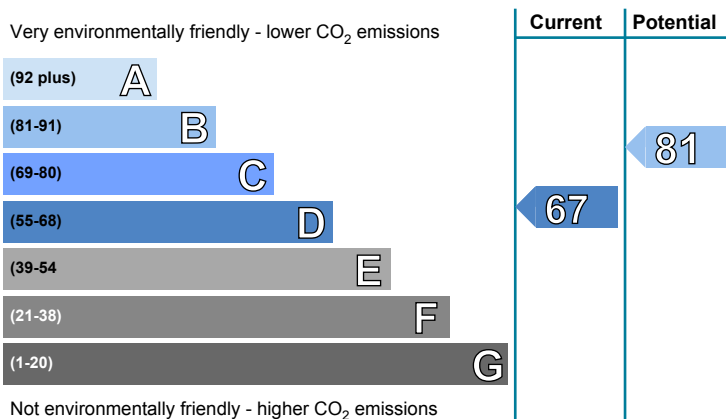 Current Potential
Very environmentally friendly - lower CO2 emissions
(92 plus) A
(81-91) B
81
(69-80) C
(55-68) D
67
(39-54 E
(21-38) F
(1-20) G
Not environmentally friendly - higher CO2 emissions